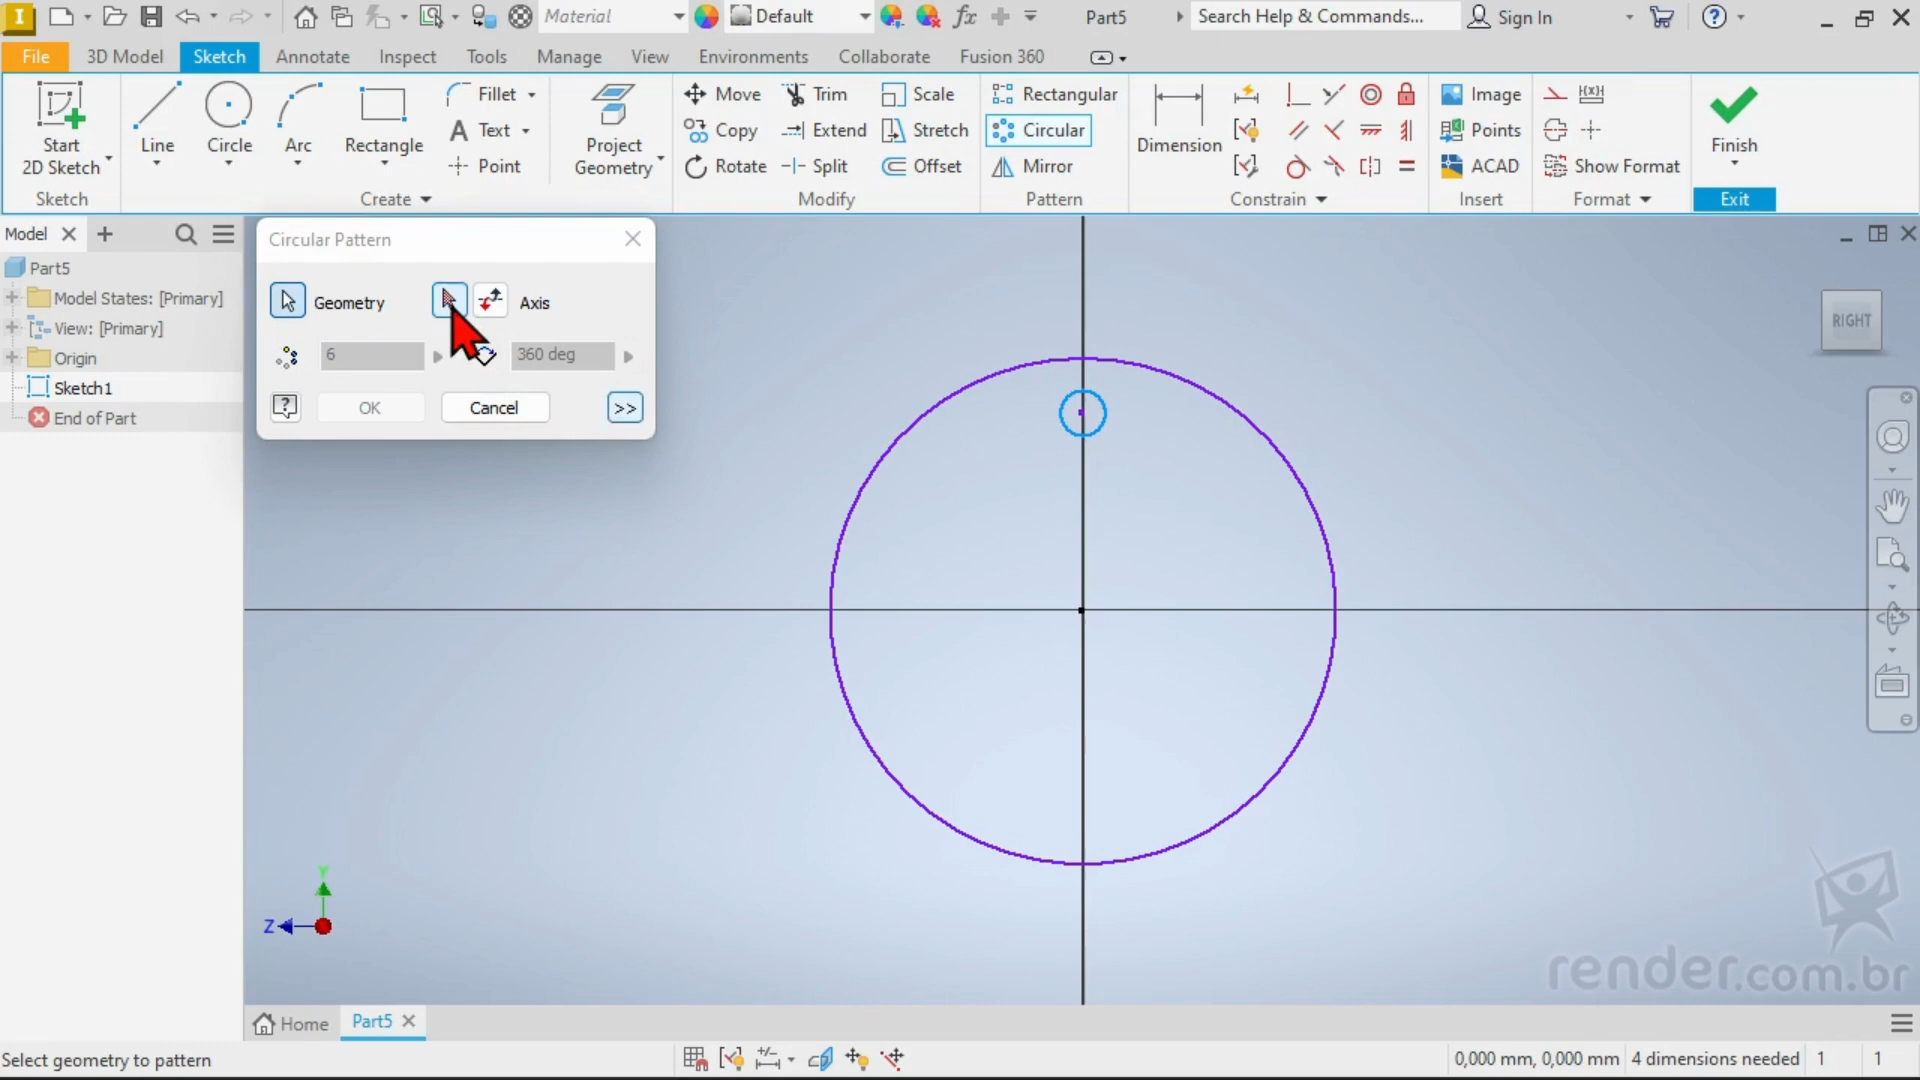 Material
Default
Part5
Search Help & Commands...
Sign In
File
3D Model
Sketch
Annotate
Inspect
Tools
Manage
View
Environments
Collaborate
Fusion 360
Start
2D Sketch
Line
Circle
Arc
Rectangle
Fillet
Text
Point
Project
Geometry
Move
Copy
Rotate
Trim
Extend
Split
Scale
Stretch
Offset
Rectangular
Circular
Mirror
Dimension
Image
Points
ACAD
Show Format
Finish
Sketch
Create
Modify
Pattern
Constrain
Insert
Format
Exit
Model
Part5
Model States: [Primary]
View: [Primary]
Origin
Sketch1
End of Part
Circular Pattern
Geometry
Axis
6
360 deg
OK
Cancel
>>
RIGHT
Y
Z
render.com.br
Home
Part5
Select geometry to pattern
0,000 mm, 0,000 mm
4 dimensions needed
1
1